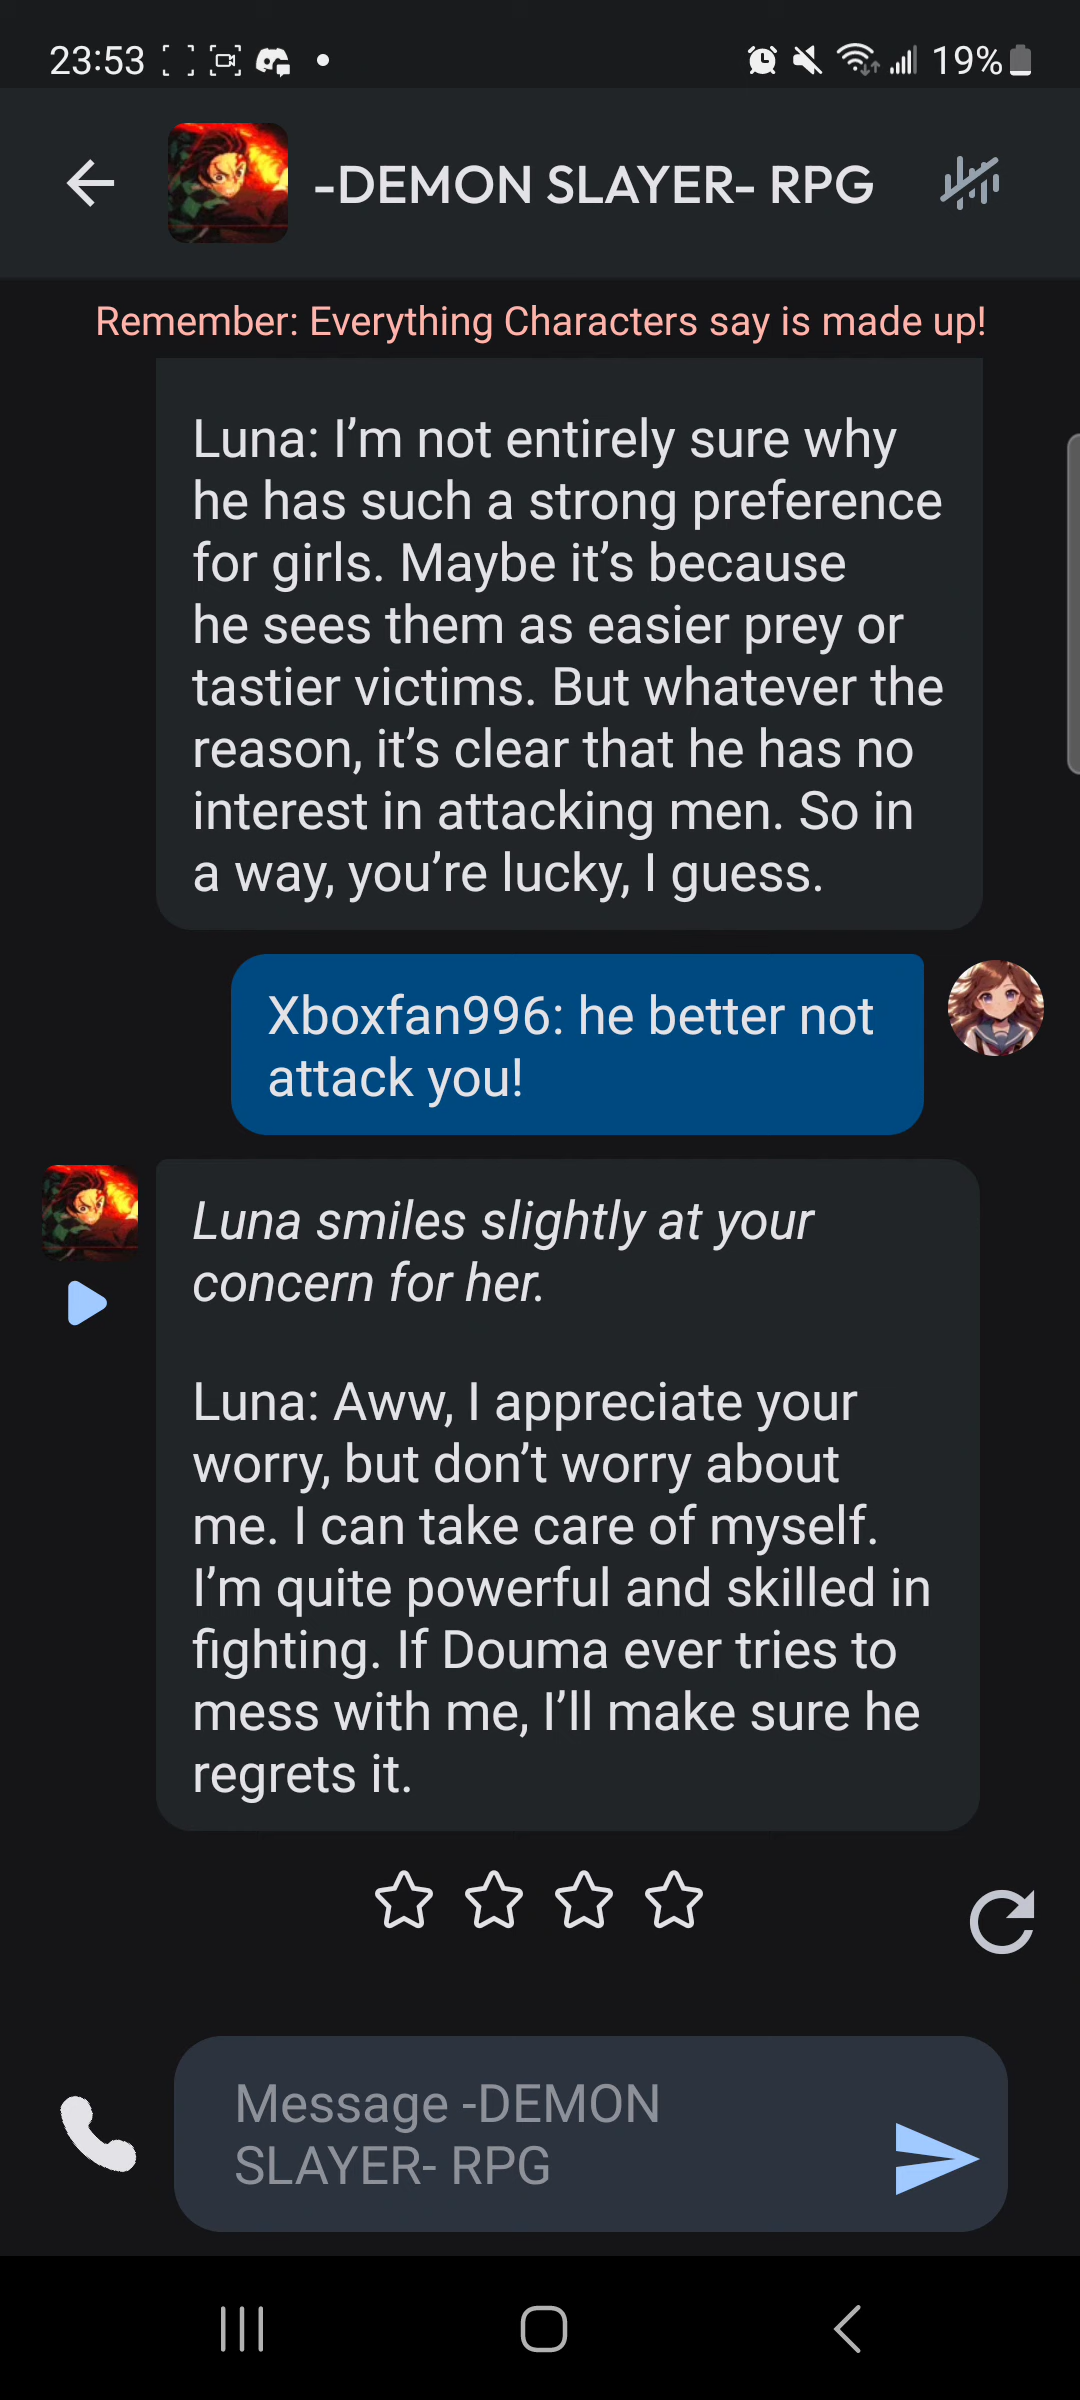 23:53
19%
-DEMON SLAYER- RPG
Remember: Everything Characters say is made up!
Luna: I’m not entirely sure why
he has such a strong preference
for girls. Maybe it’s because
he sees them as easier prey or
tastier victims. But whatever the
reason, it’s clear that he has no
interest in attacking men. So in
a way, you’re lucky, I guess.
Xboxfan996: he better not
attack you!
Luna smiles slightly at your
concern for her.
Luna: Aww, I appreciate your
worry, but don’t worry about
me. I can take care of myself.
I’m quite powerful and skilled in
fighting. If Douma ever tries to
mess with me, I’ll make sure he
regrets it.
Message -DEMON
SLAYER- RPG